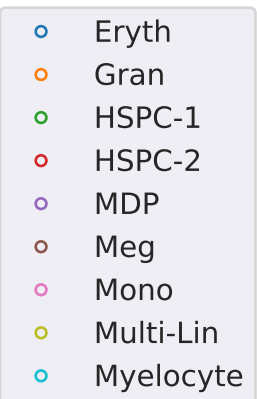 Eryth
Gran
HSPC-1
HSPC-2
MDP
Meg
Mono
Multi-Lin
Myelocyte